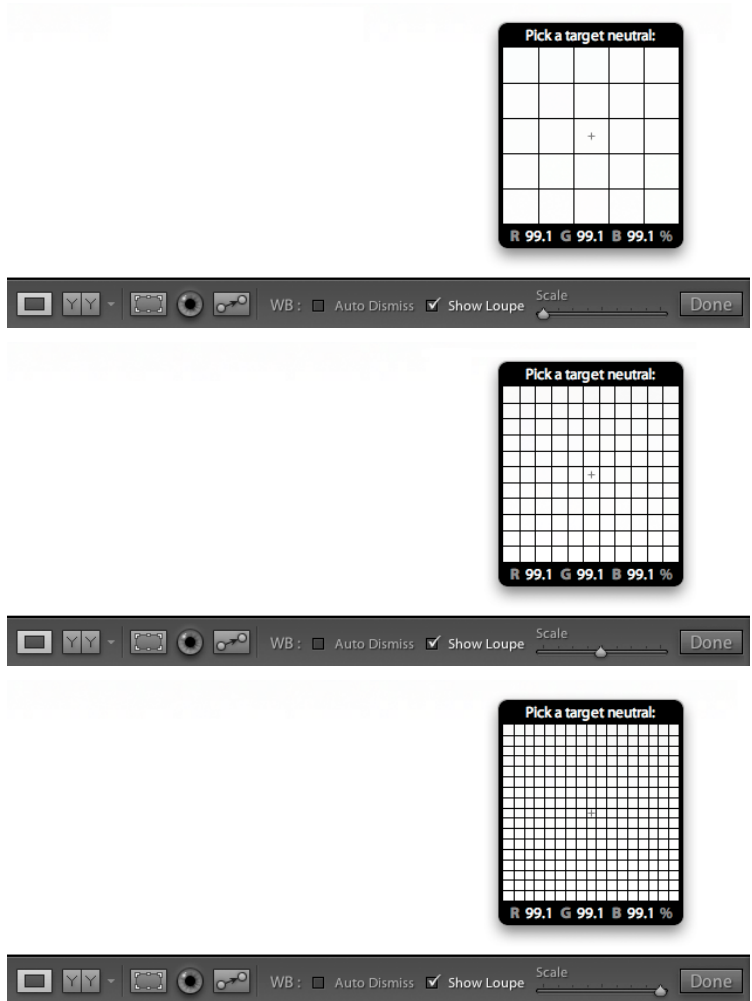 Pick a target neutral:
R 99.1 G 99.1 B 99.1 %
WB : Auto Dismiss Show Loupe Scale Done
Pick a target neutral:
R 99.1 G 99.1 B 99.1 %
WB : Auto Dismiss Show Loupe Scale Done
Pick a target neutral:
R 99.1 G 99.1 B 99.1 %
WB : Auto Dismiss Show Loupe Scale Done